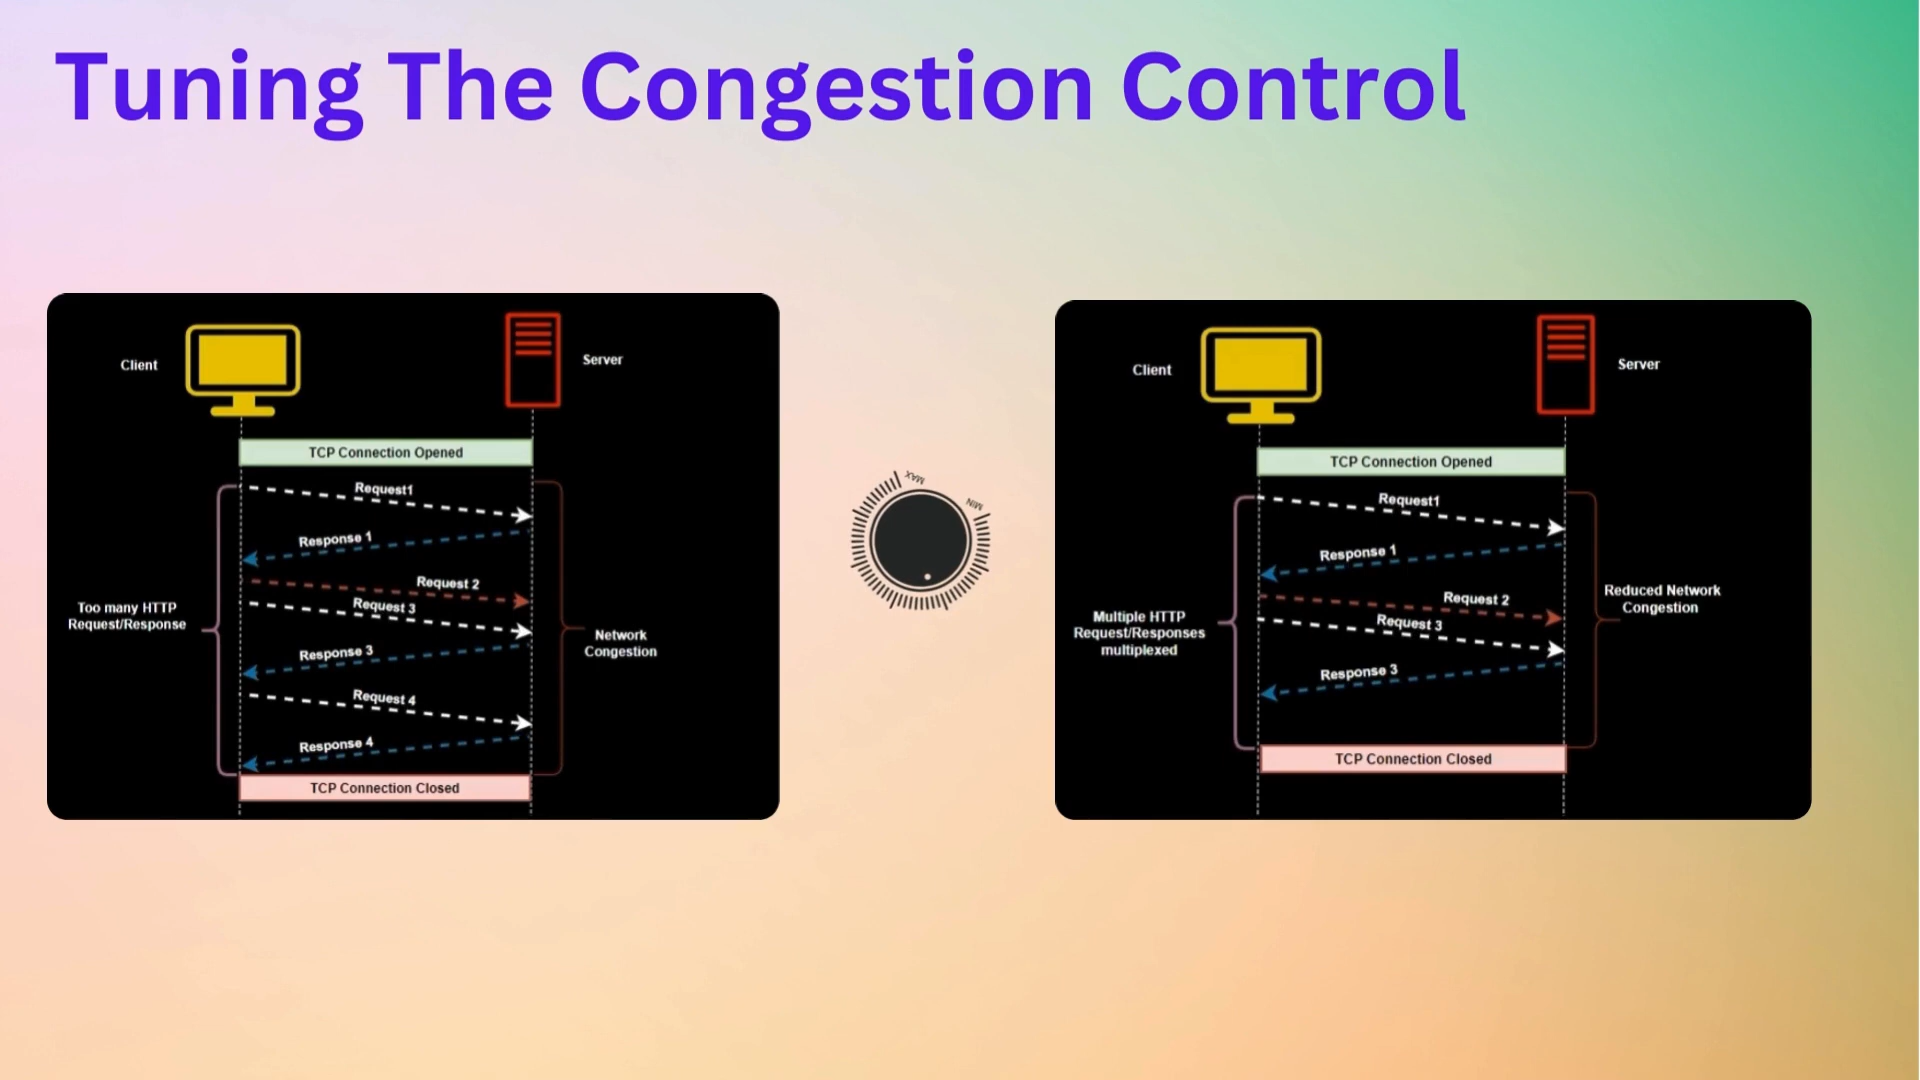 Tuning The Congestion Control
Client
Server
TCP Connection Opened
Request1
Response 1
Request 2
Request 3
Response 3
Request 4
Response 4
TCP Connection Closed
Too many HTTP
Request/Response
Network
Congestion
MAX
MIN
Client
Server
TCP Connection Opened
Request1
Response 1
Request 2
Request 3
Response 3
TCP Connection Closed
Multiple HTTP
Request/Responses
multiplexed
Reduced Network
Congestion